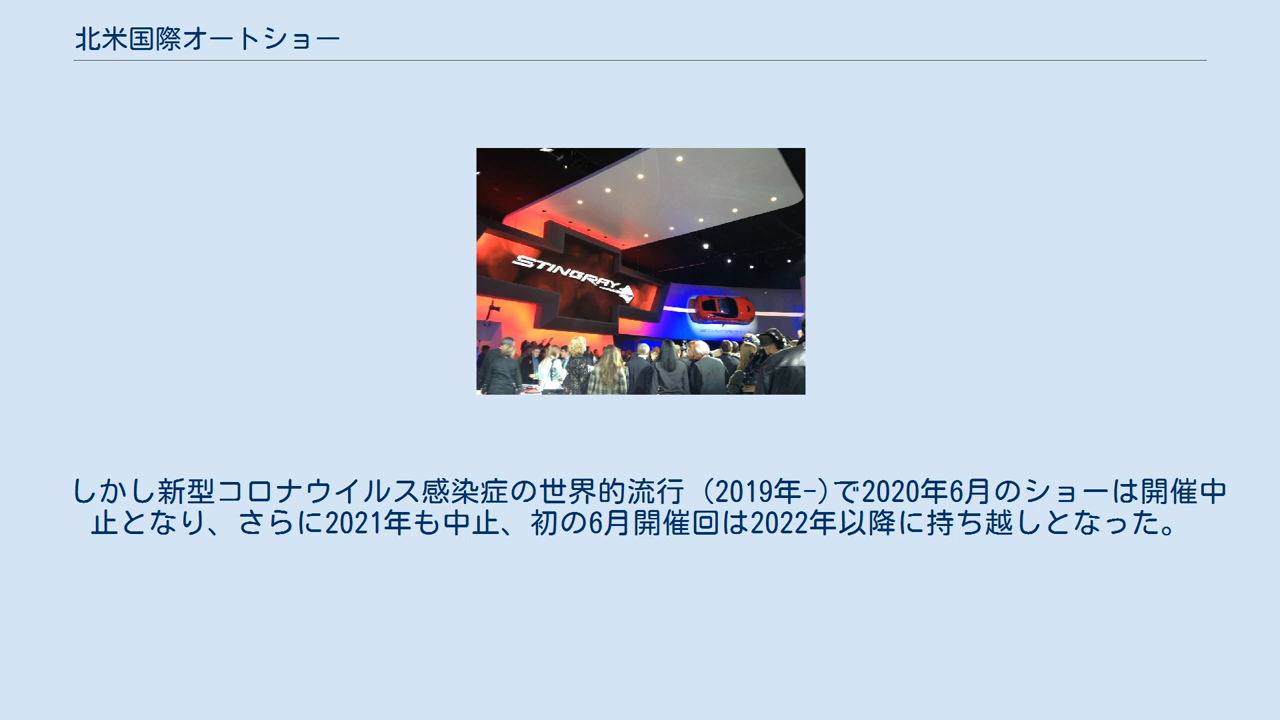 北米国際オートショー
STINGRAY
しかし新型コロナウイルス感染症の世界的流行 (2019年-)で2020年6月のショーは開催中
止となり、さらに2021年も中止、初の6月開催回は2022年以降に持ち越しとなった。